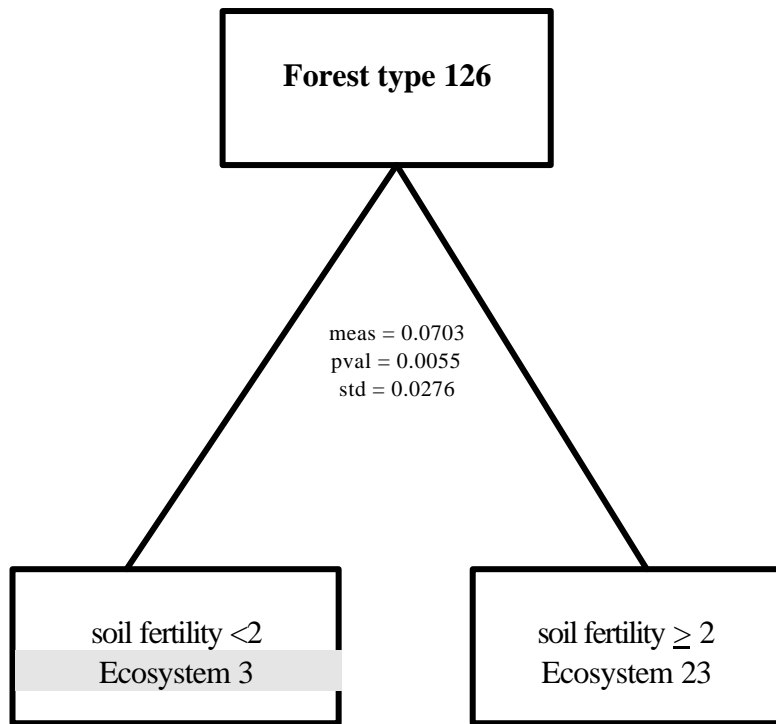 Forest type 126
meas = 0.0703
pval = 0.0055
std = 0.0276
soil fertility <2
Ecosystem 3
soil fertility ≥ 2
Ecosystem 23